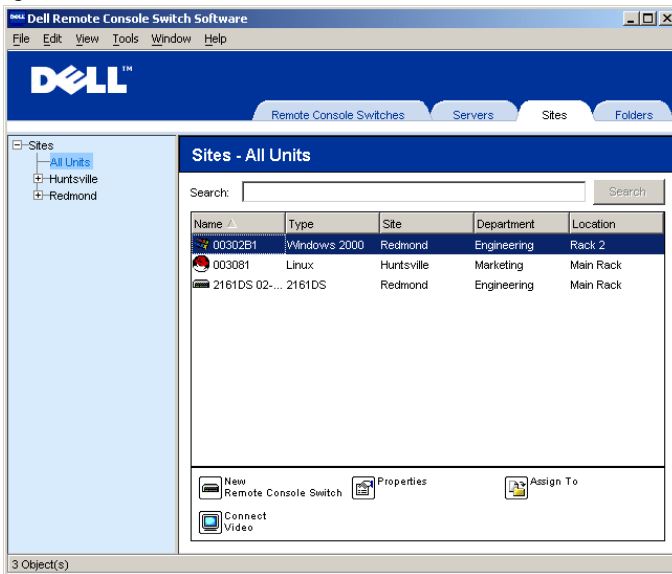 Dell Remote Console Switch Software
File Edit View Tools Window Help
DELL™
Remote Console Switches Servers Sites Folders
Sites
All Units
Huntsville
Redmond
Sites - All Units
Search: Search
Name Type Site Department Location
00302B1 Windows 2000 Redmond Engineering Rack 2
003081 Linux Huntsville Marketing Main Rack
2161DS 02-... 2161DS Redmond Engineering Main Rack
New Remote Console Switch
Properties
Assign To
Connect Video
3 Object(s)